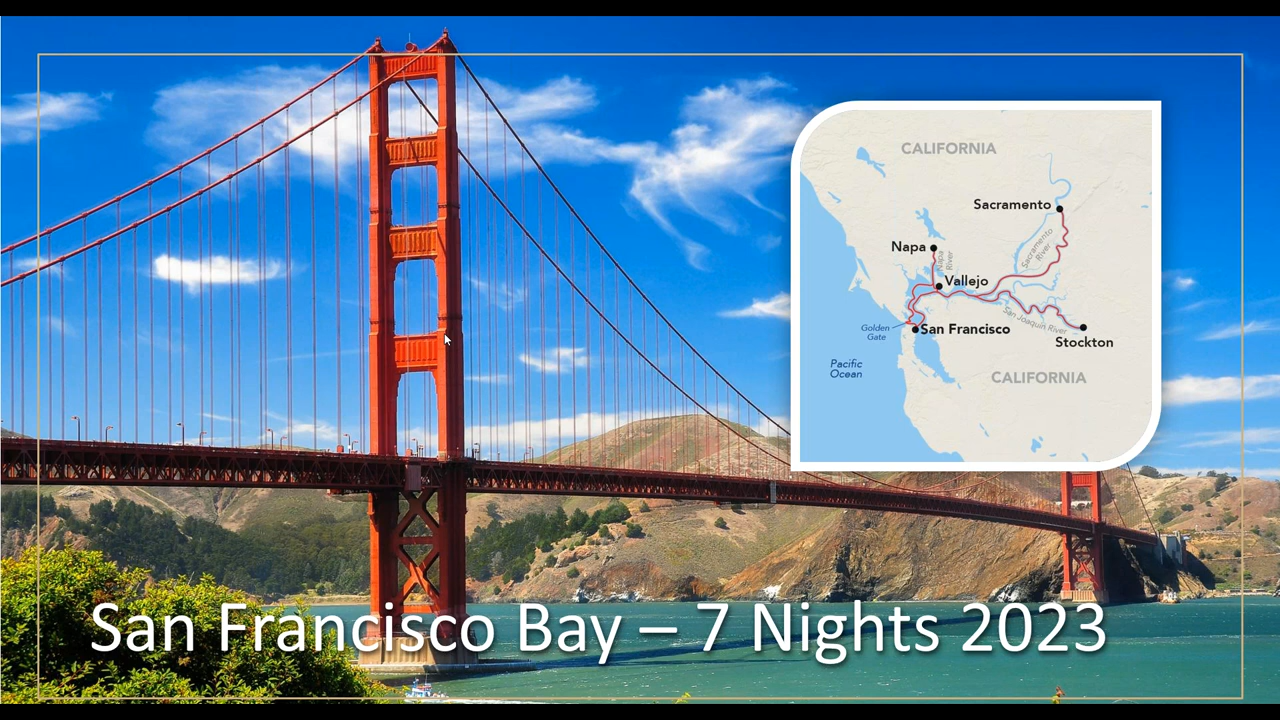 CALIFORNIA
Sacramento
Sacramento
River
Napa
Napa
River
Vallejo
San Joaquin River
Golden
Gate
San Francisco
Stockton
Pacific
Ocean
CALIFORNIA
San Francisco Bay – 7 Nights 2023